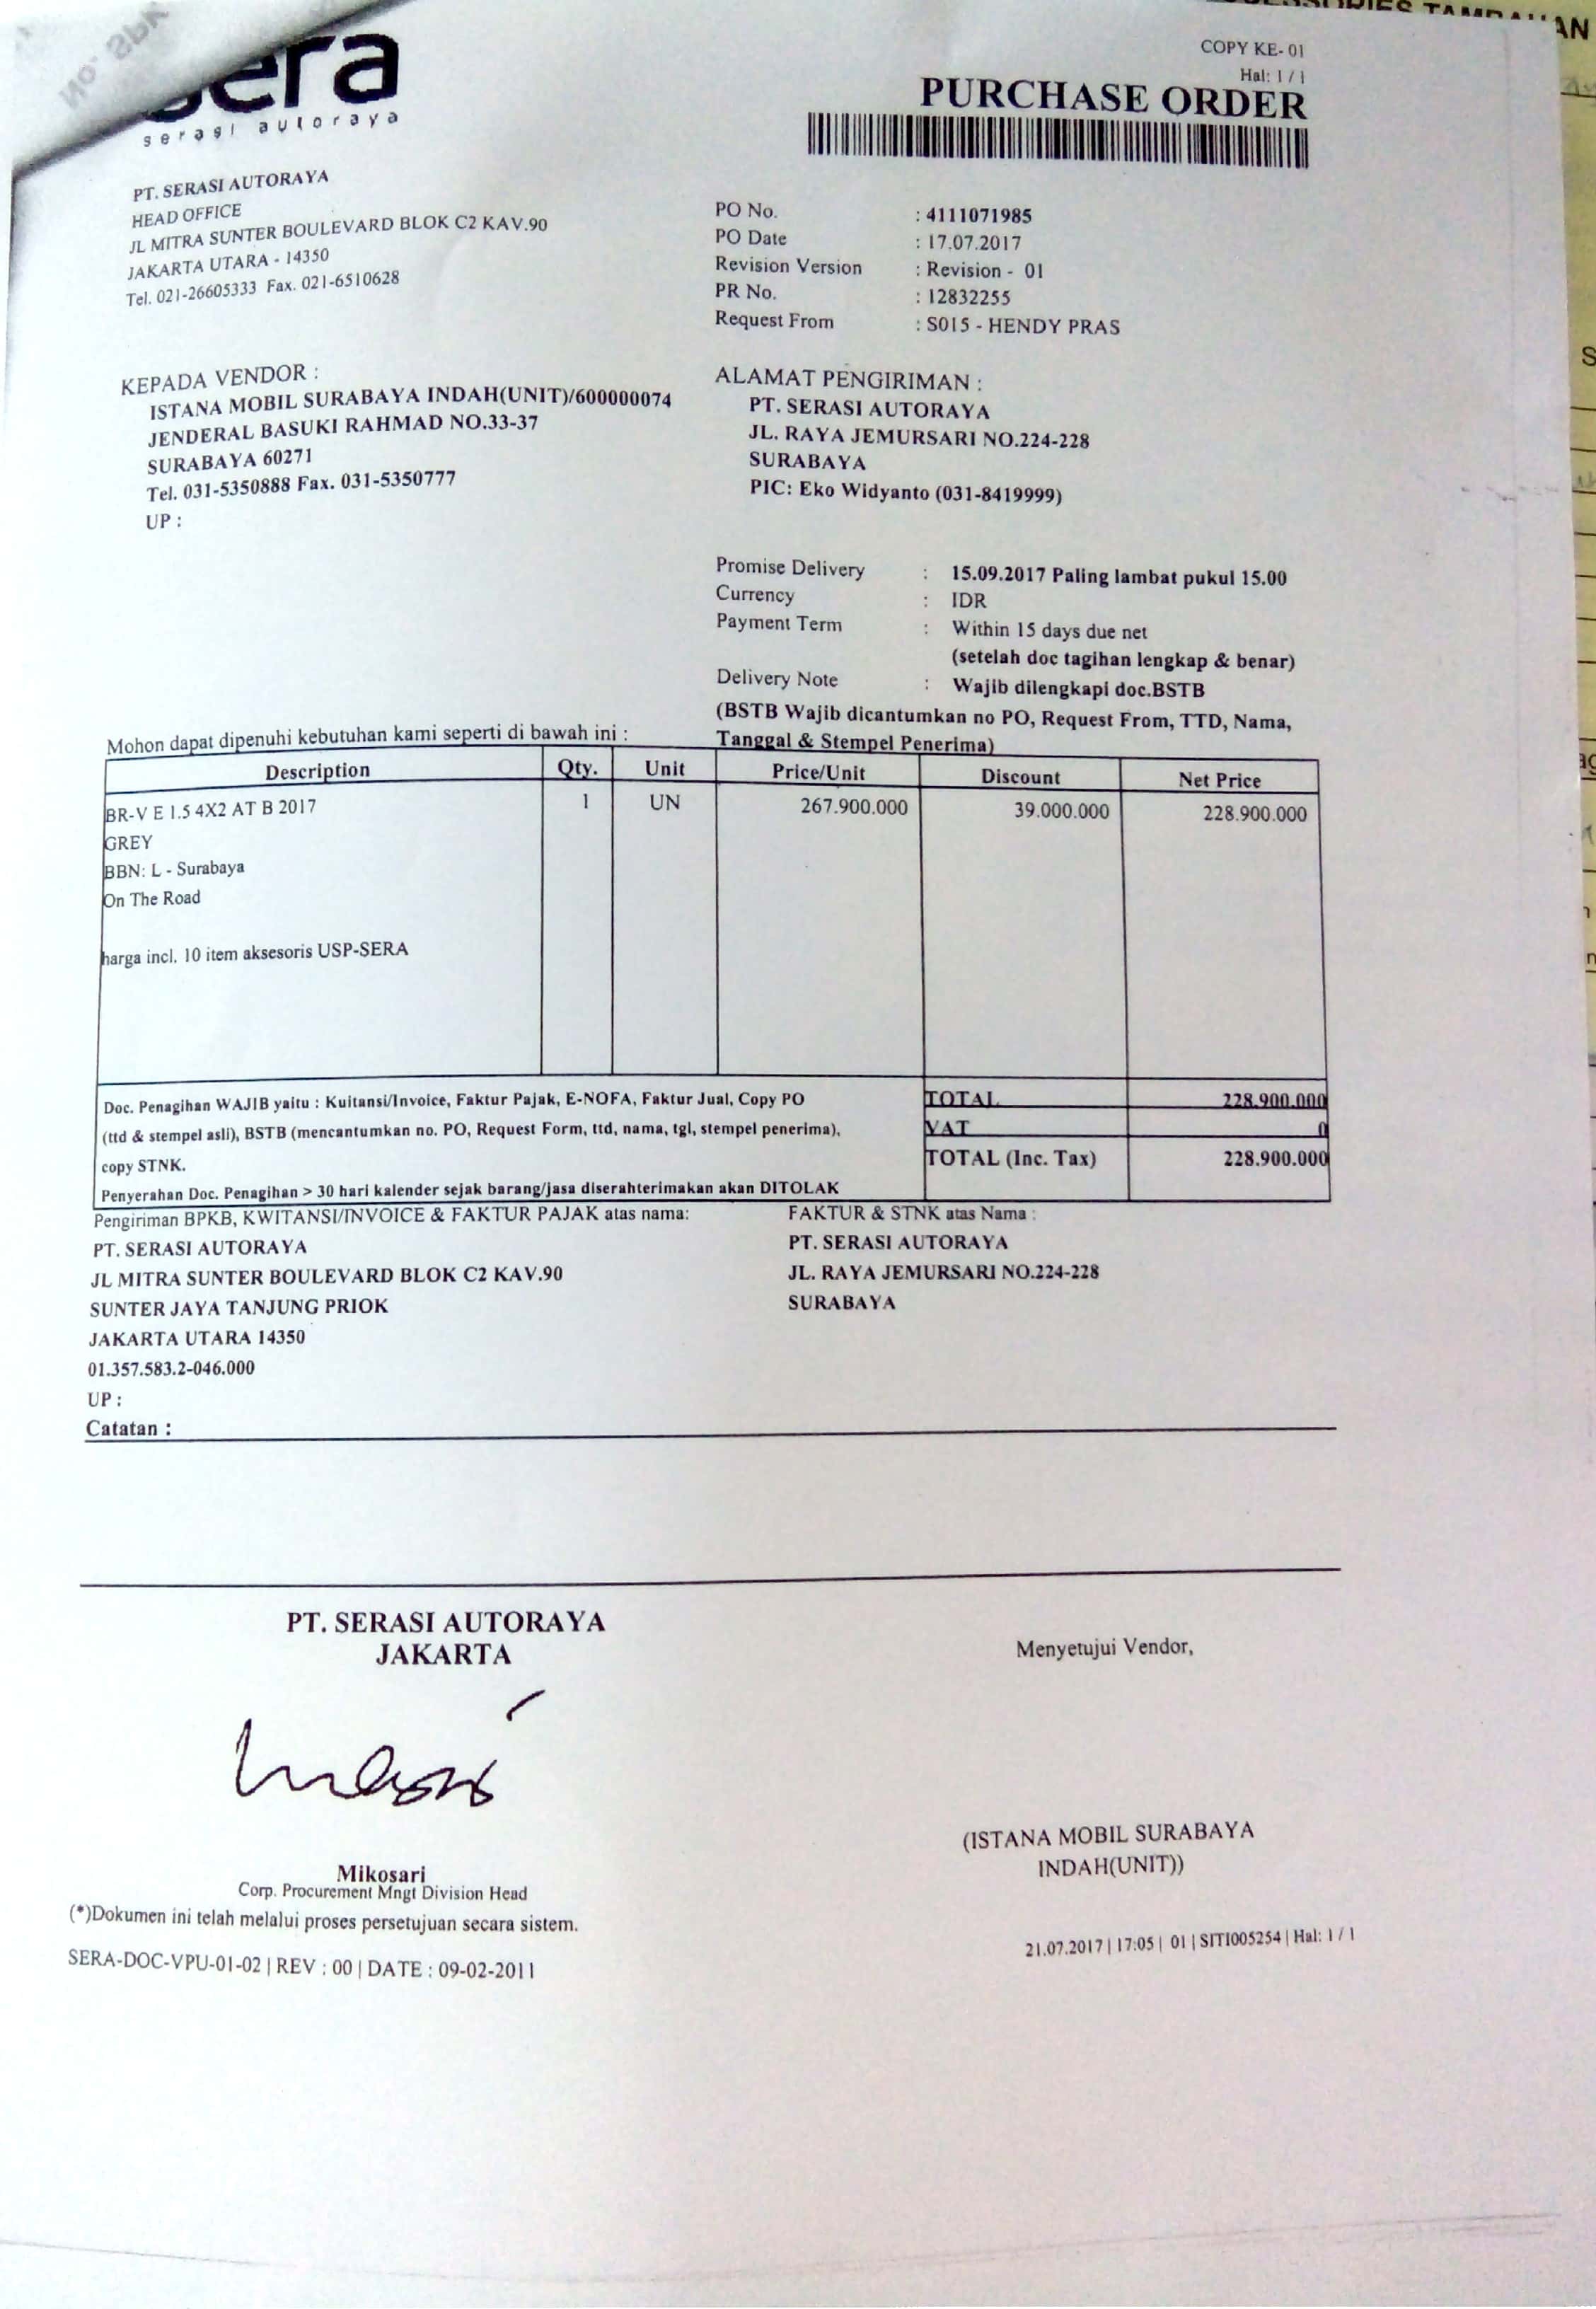 sera
serasi autoraya
COPY KE- 01
Hal: 1 / 1
PURCHASE ORDER
PT. SERASI AUTORAYA
HEAD OFFICE
JL MITRA SUNTER BOULEVARD BLOK C2 KAV.90
JAKARTA UTARA - 14350
Tel. 021-26605333 Fax. 021-6510628
PO No. : 4111071985
PO Date : 17.07.2017
Revision Version : Revision - 01
PR No. : 12832255
Request From : S015 - HENDY PRAS
KEPADA VENDOR :
ISTANA MOBIL SURABAYA INDAH(UNIT)/600000074
JENDERAL BASUKI RAHMAD NO.33-37
SURABAYA 60271
Tel. 031-5350888 Fax. 031-5350777
UP :
ALAMAT PENGIRIMAN :
PT. SERASI AUTORAYA
JL. RAYA JEMURSARI NO.224-228
SURABAYA
PIC: Eko Widyanto (031-8419999)
Promise Delivery : 15.09.2017 Paling lambat pukul 15.00
Currency : IDR
Payment Term : Within 15 days due net
(setelah doc tagihan lengkap & benar)
Delivery Note : Wajib dilengkapi doc.BSTB
(BSTB Wajib dicantumkan no PO, Request From, TTD, Nama,
Tanggal & Stempel Penerima)
Mohon dapat dipenuhi kebutuhan kami seperti di bawah ini :
Description Qty. Unit Price/Unit Discount Net Price
BR-V E 1.5 4X2 AT B 2017 1 UN 267.900.000 39.000.000 228.900.000
GREY
BBN: L - Surabaya
On The Road
harga incl. 10 item aksesoris USP-SERA
Doc. Penagihan WAJIB yaitu : Kuitansi/Invoice, Faktur Pajak, E-NOFA, Faktur Jual, Copy PO
(ttd & stempel asli), BSTB (mencantumkan no. PO, Request Form, ttd, nama, tgl, stempel penerima),
copy STNK.
Penyerahan Doc. Penagihan > 30 hari kalender sejak barang/jasa diserahterimakan akan DITOLAK
TOTAL 228.900.000
VAT 0
TOTAL (Inc. Tax) 228.900.000
Pengiriman BPKB, KWITANSI/INVOICE & FAKTUR PAJAK atas nama:
PT. SERASI AUTORAYA
JL MITRA SUNTER BOULEVARD BLOK C2 KAV.90
SUNTER JAYA TANJUNG PRIOK
JAKARTA UTARA 14350
01.357.583.2-046.000
UP :
FAKTUR & STNK atas Nama :
PT. SERASI AUTORAYA
JL. RAYA JEMURSARI NO.224-228
SURABAYA
Catatan :
PT. SERASI AUTORAYA
JAKARTA
Menyetujui Vendor,
Mikosari
Corp. Procurement Mngt Division Head
(ISTANA MOBIL SURABAYA
INDAH(UNIT))
(*)Dokumen ini telah melalui proses persetujuan secara sistem.
SERA-DOC-VPU-01-02 | REV : 00 | DATE : 09-02-2011
21.07.2017 | 17:05 | 01 | SITI005254 | Hal: 1 / 1